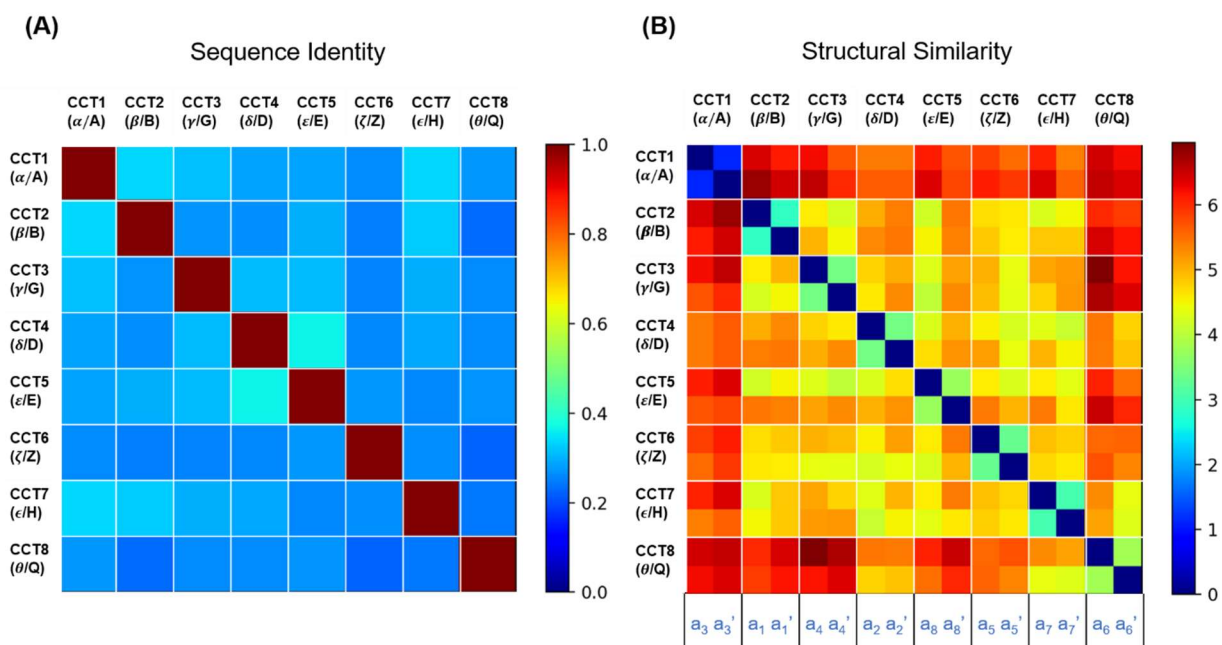 (A)
Sequence Identity
CCT1 CCT2 CCT3 CCT4 CCT5 CCT6 CCT7 CCT8
(α/A) (β/B) (γ/G) (δ/D) (ε/E) (ζ/Z) (ϵ/H) (θ/Q)
CCT1
(α/A)
CCT2
(β/B)
CCT3
(γ/G)
CCT4
(δ/D)
CCT5
(ε/E)
CCT6
(ζ/Z)
CCT7
(ϵ/H)
CCT8
(θ/Q)
1.0
0.8
0.6
0.4
0.2
0.0
(B)
Structural Similarity
CCT1 CCT2 CCT3 CCT4 CCT5 CCT6 CCT7 CCT8
(α/A) (β/B) (γ/G) (δ/D) (ε/E) (ζ/Z) (ϵ/H) (θ/Q)
CCT1
(α/A)
CCT2
(β/B)
CCT3
(γ/G)
CCT4
(δ/D)
CCT5
(ε/E)
CCT6
(ζ/Z)
CCT7
(ϵ/H)
CCT8
(θ/Q)
6
5
4
3
2
1
0
a₃ a₃' a₁ a₁' a₄ a₄' a₂ a₂' a₈ a₈' a₅ a₅' a₇ a₇' a₆ a₆'